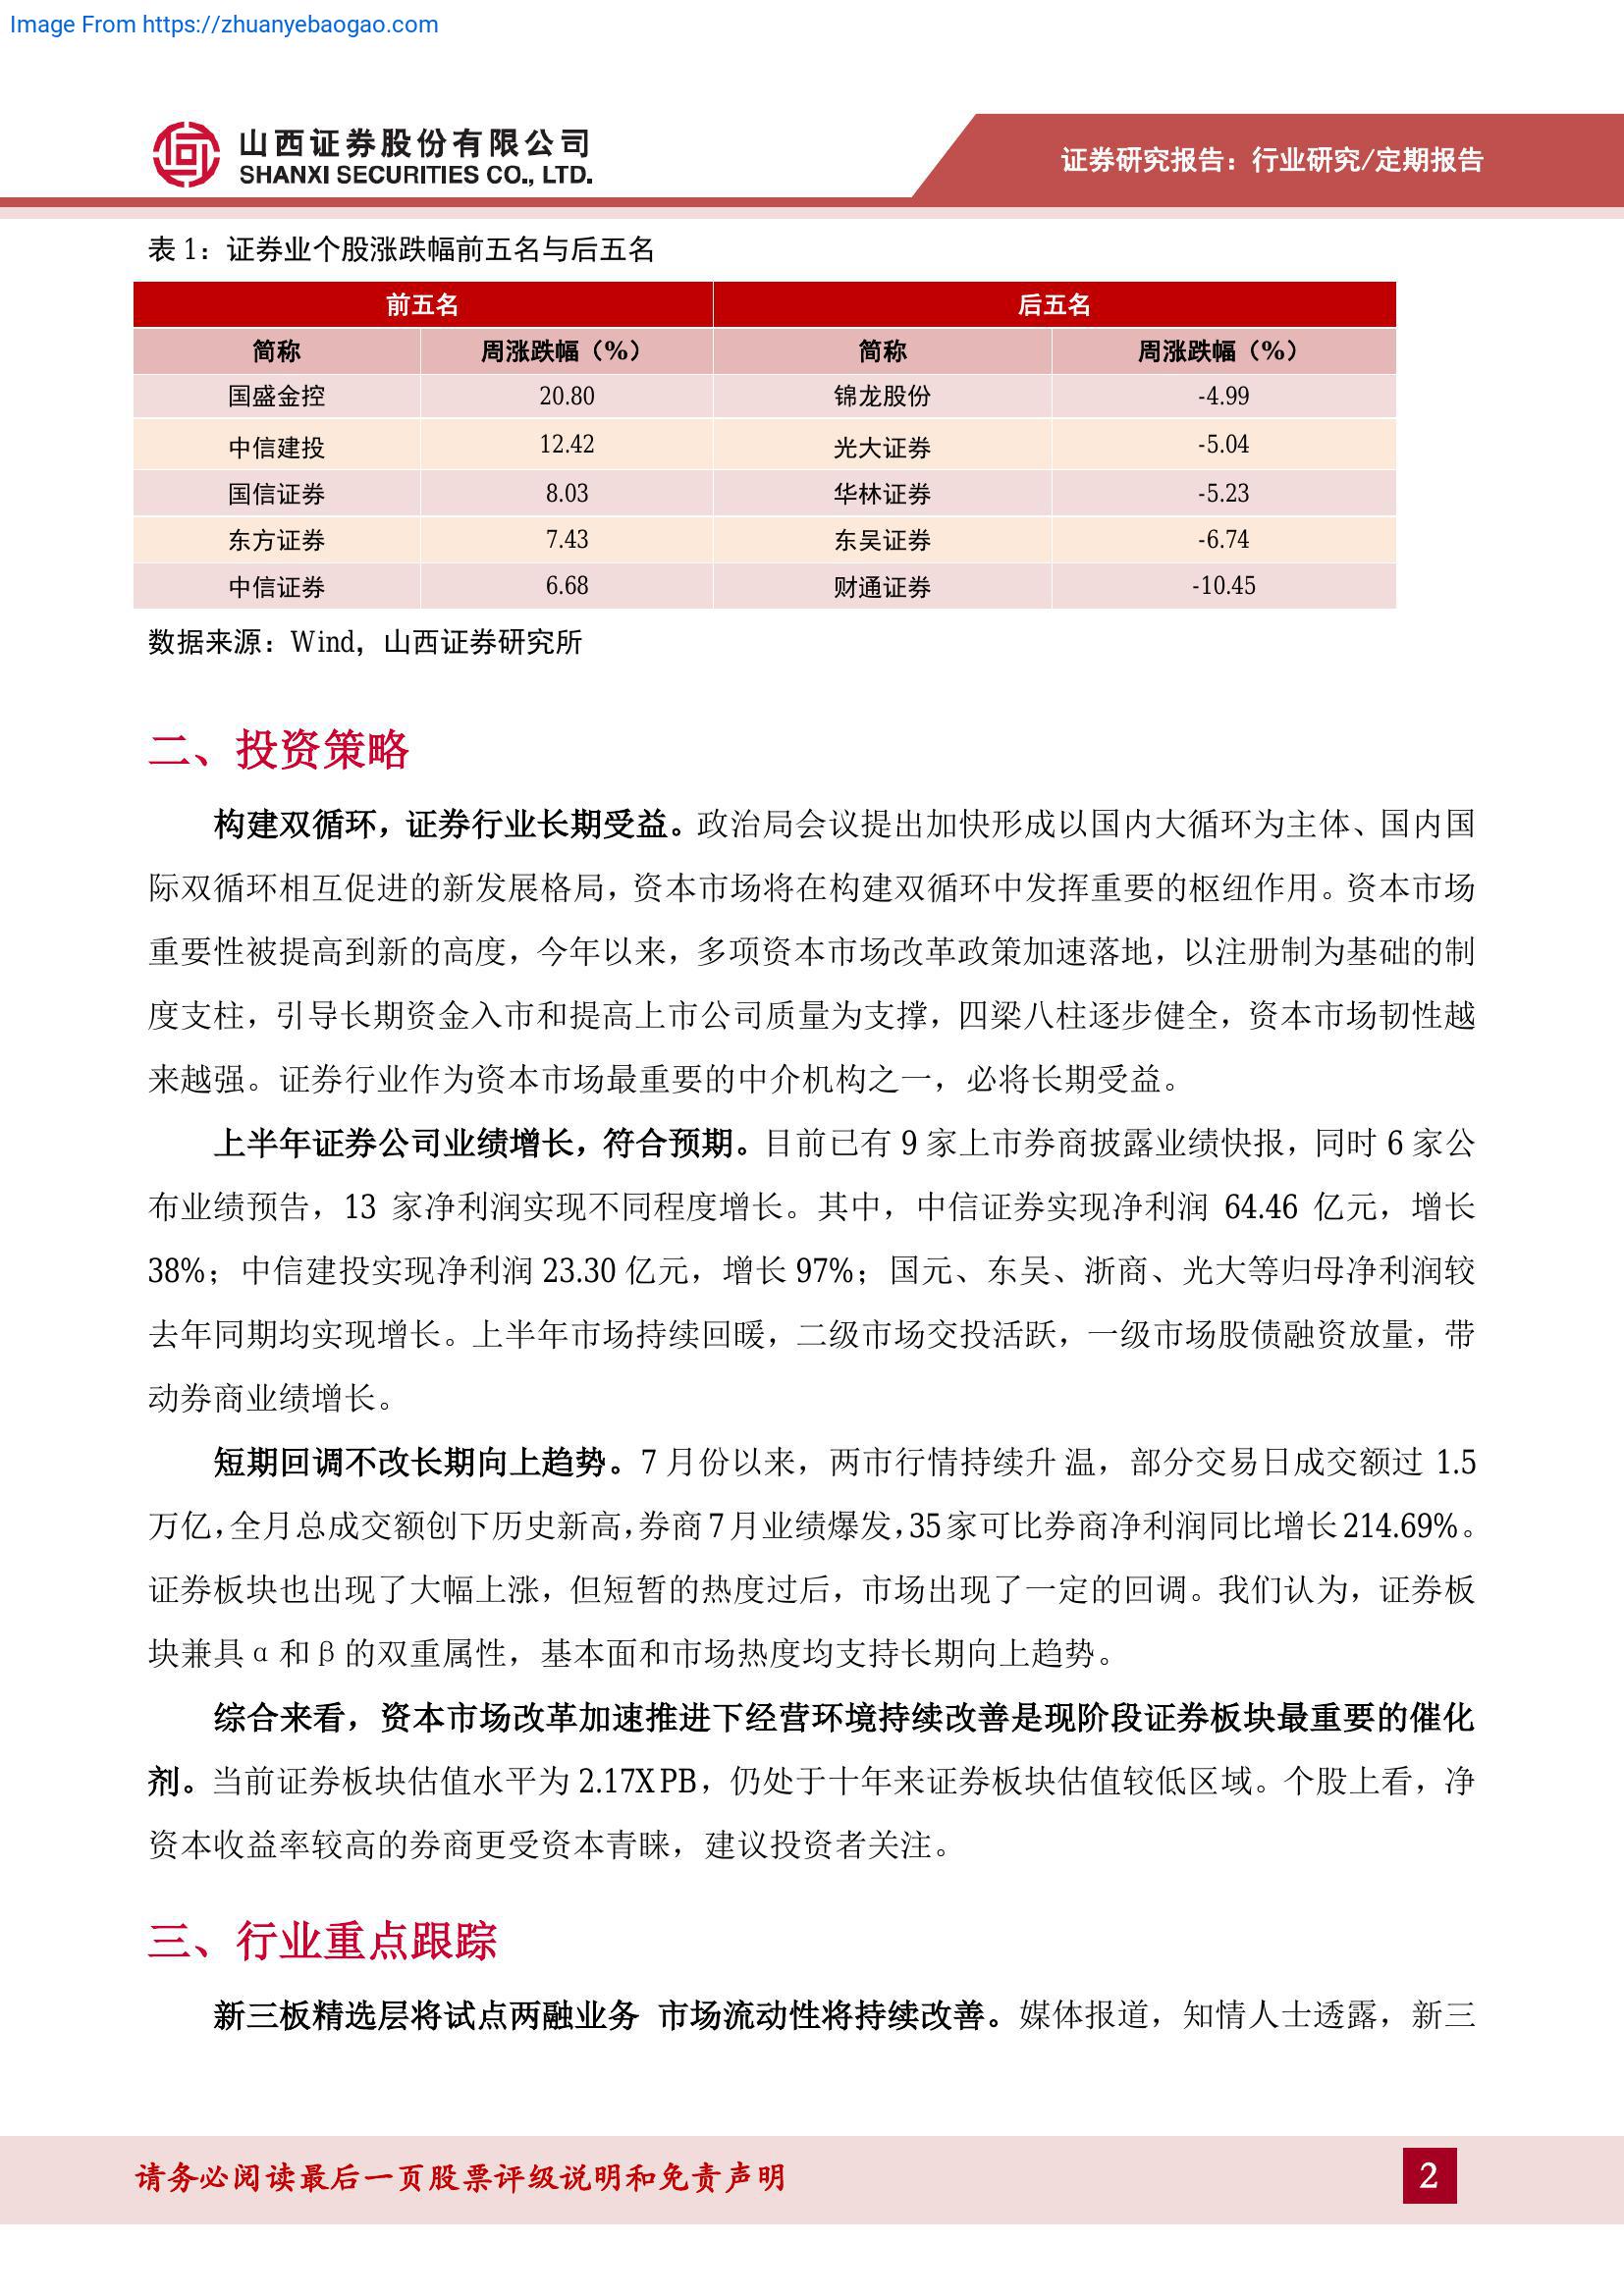 Image From https://zhuanyebaogao.com
山西证券股份有限公司
SHANXI SECURITIES CO., LTD.
证券研究报告：行业研究/定期报告
表 1：证券业个股涨跌幅前五名与后五名
前五名 后五名
简称 周涨跌幅（%） 简称 周涨跌幅（%）
国盛金控 20.80 锦龙股份 -4.99
中信建投 12.42 光大证券 -5.04
国信证券 8.03 华林证券 -5.23
东方证券 7.43 东吴证券 -6.74
中信证券 6.68 财通证券 -10.45
数据来源：Wind，山西证券研究所
二、投资策略
构建双循环，证券行业长期受益。政治局会议提出加快形成以国内大循环为主体、国内国
际双循环相互促进的新发展格局，资本市场将在构建双循环中发挥重要的枢纽作用。资本市场
重要性被提高到新的高度，今年以来，多项资本市场改革政策加速落地，以注册制为基础的制
度支柱，引导长期资金入市和提高上市公司质量为支撑，四梁八柱逐步健全，资本市场韧性越
来越强。证券行业作为资本市场最重要的中介机构之一，必将长期受益。
上半年证券公司业绩增长，符合预期。目前已有 9 家上市券商披露业绩快报，同时 6 家公
布业绩预告，13 家净利润实现不同程度增长。其中，中信证券实现净利润 64.46 亿元，增长
38%；中信建投实现净利润 23.30 亿元，增长 97%；国元、东吴、浙商、光大等归母净利润较
去年同期均实现增长。上半年市场持续回暖，二级市场交投活跃，一级市场股债融资放量，带
动券商业绩增长。
短期回调不改长期向上趋势。7 月份以来，两市行情持续升温，部分交易日成交额过 1.5
万亿，全月总成交额创下历史新高，券商 7 月业绩爆发，35 家可比券商净利润同比增长 214.69%。
证券板块也出现了大幅上涨，但短暂的热度过后，市场出现了一定的回调。我们认为，证券板
块兼具 α 和 β 的双重属性，基本面和市场热度均支持长期向上趋势。
综合来看，资本市场改革加速推进下经营环境持续改善是现阶段证券板块最重要的催化
剂。当前证券板块估值水平为 2.17X PB，仍处于十年来证券板块估值较低区域。个股上看，净
资本收益率较高的券商更受资本青睐，建议投资者关注。
三、行业重点跟踪
新三板精选层将试点两融业务 市场流动性将持续改善。媒体报道，知情人士透露，新三
请务必阅读最后一页股票评级说明和免责声明
2